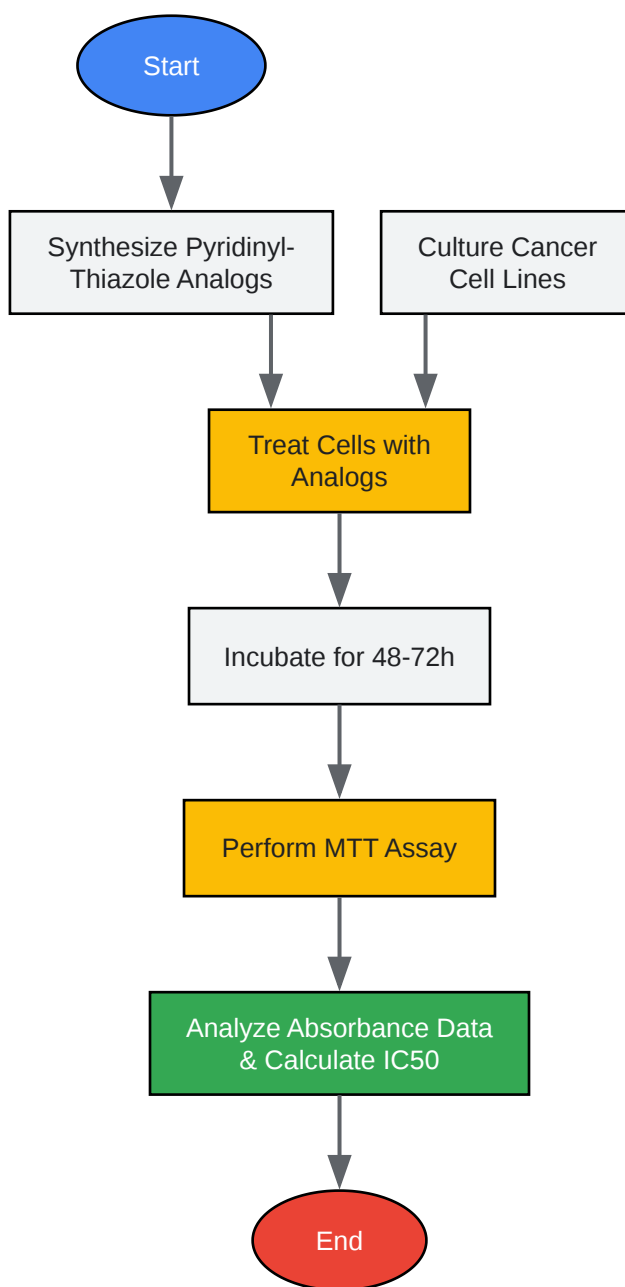 Start
Synthesize Pyridinyl-
Thiazole Analogs
Culture Cancer
Cell Lines
Treat Cells with
Analogs
Incubate for 48-72h
Perform MTT Assay
Analyze Absorbance Data
& Calculate IC50
End